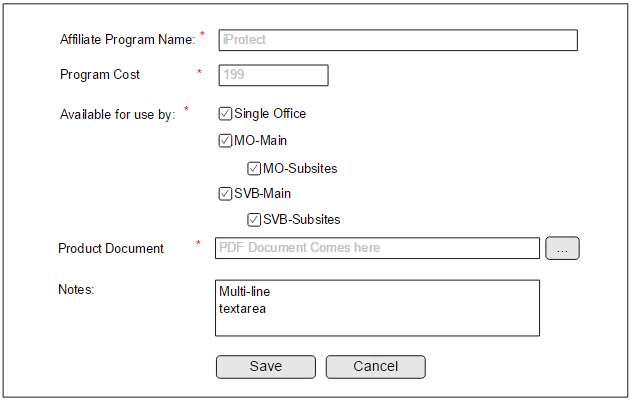 Affiliate Program Name: * iProtect
Program Cost * 199
Available for use by: * Single Office
MO-Main
MO-Subsites
SVB-Main
SVB-Subsites
Product Document * PDF Document Comes here ...
Notes: Multi-line
textarea
Save Cancel